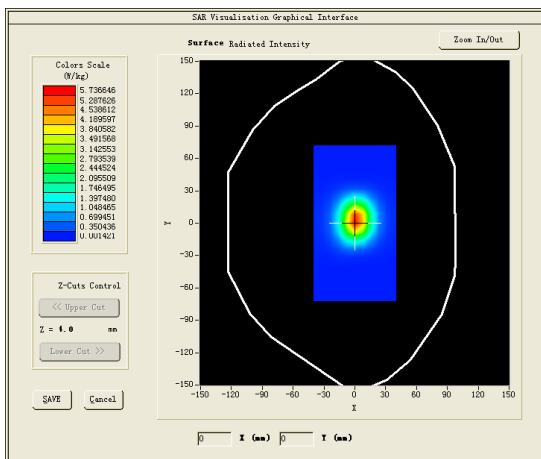 SAR Visualisation Graphical Interface
Surface Radiated Intensity
Zoom In/Out
Colors Scale
(W/kg)
5.736646
5.287626
4.538612
4.189597
3.840582
3.491568
3.142553
2.793539
2.444524
2.095509
1.746495
1.397480
1.048465
0.699451
0.350436
0.001421
Z-Cuts Control
<< Upper Cut
Z = 4.0 mm
Lower Cut >>
SAVE
Cancel
150
120
90
60
30
0
-30
-60
-90
-120
-150
Y
-150 -120 -90 -60 -30 0 30 60 90 120 150
X
0 X (mm) 0 Y (mm)